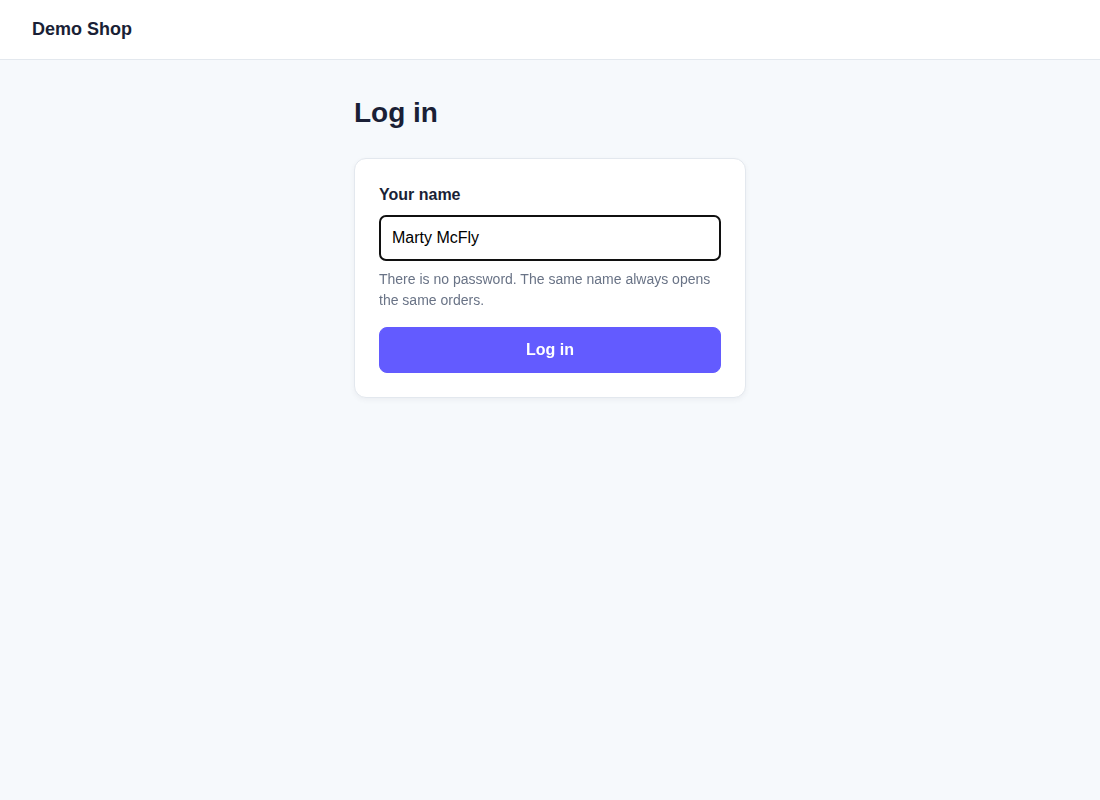 Demo Shop
Log in
Your name
Marty McFly
There is no password. The same name always opens
the same orders.
Log in